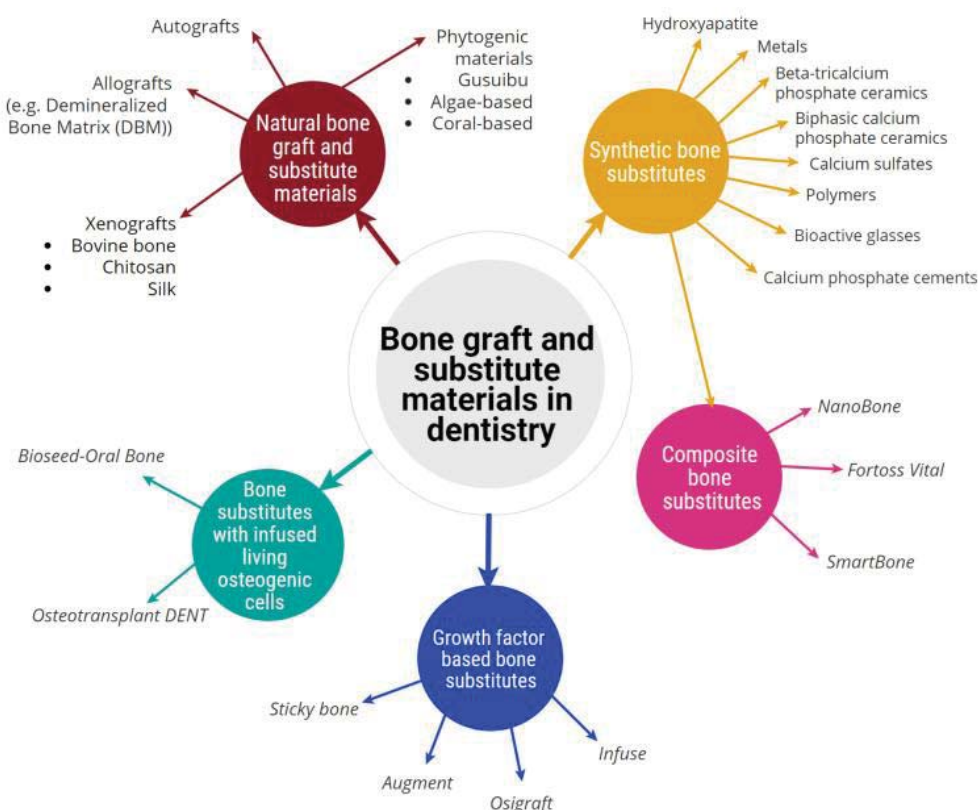 Autografts
Allografts
(e.g. Demineralized
Bone Matrix (DBM))
Xenografts
• Bovine bone
• Chitosan
• Silk
Phytogenic
materials
• Gusuibu
• Algae-based
• Coral-based
Natural bone
graft and
substitute
materials
Hydroxyapatite
Metals
Beta-tricalcium
phosphate ceramics
Biphasic calcium
phosphate ceramics
Calcium sulfates
Polymers
Bioactive glasses
Calcium phosphate cements
Synthetic bone
substitutes
Bone graft and
substitute
materials in
dentistry
NanoBone
Fortoss Vital
SmartBone
Composite
bone
substitutes
Bioseed-Oral Bone
Osteotransplant DENT
Bone
substitutes
with infused
living
osteogenic
cells
Growth factor
based bone
substitutes
Sticky bone
Augment
Osigraft
Infuse